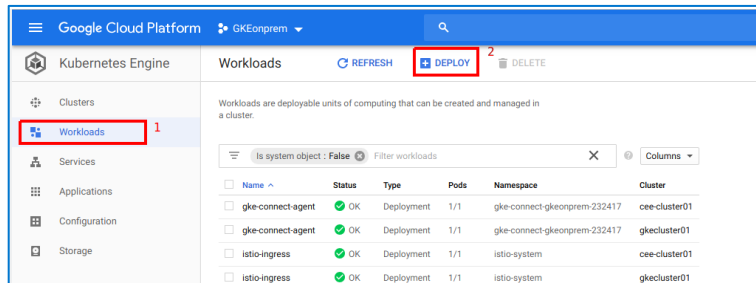 Google Cloud Platform GKEonprem
Kubernetes Engine Workloads REFRESH DEPLOY 2 DELETE
Clusters
Workloads 1
Services
Applications
Configuration
Storage
Workloads are deployable units of computing that can be created and managed in
a cluster.
Is system object : False Filter workloads Columns
Name Status Type Pods Namespace Cluster
gke-connect-agent OK Deployment 1/1 gke-connect-gkeonprem-232417 cee-cluster01
gke-connect-agent OK Deployment 1/1 gke-connect-gkeonprem-232417 gkecluster01
istio-ingress OK Deployment 1/1 istio-system cee-cluster01
istio-ingress OK Deployment 1/1 istio-system gkecluster01